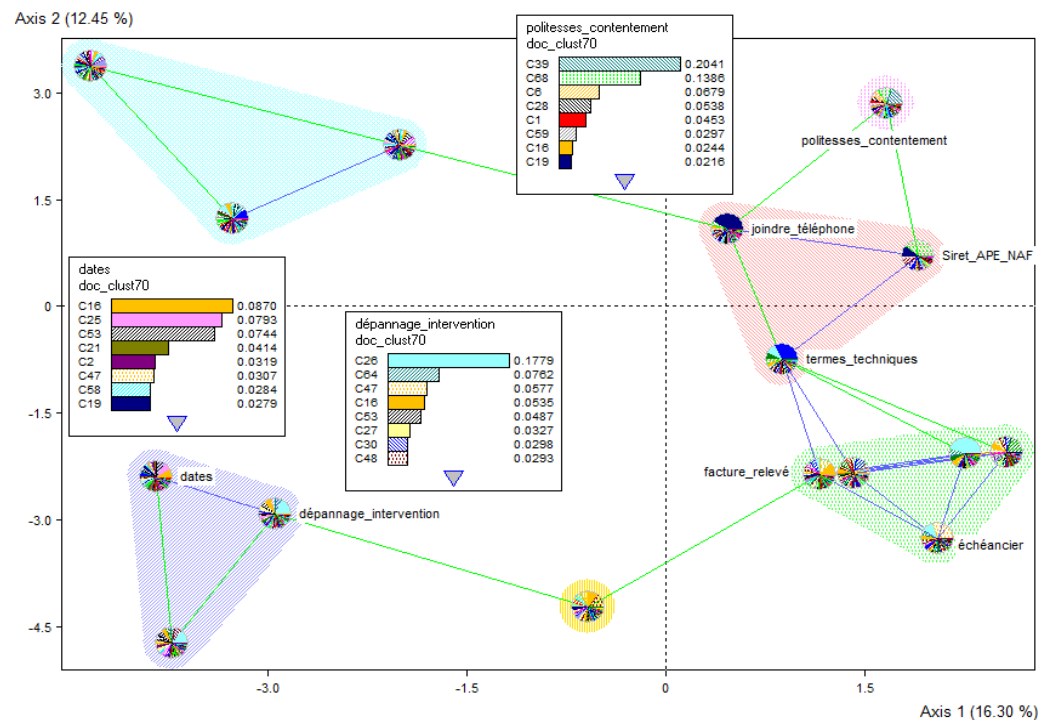 Axis 2 (12.45 %)
politesses_contentement
doc_clust70
C39 0.2041
C68 0.1386
C6 0.0679
C28 0.0538
C1 0.0453
C59 0.0297
C16 0.0244
C19 0.0216
3.0
politesses_contentement
1.5
joindre_téléphone
Siret_APE_NAF
dates
doc_clust70
C16 0.0870
C25 0.0793
C53 0.0744
C21 0.0414
C2 0.0319
C47 0.0307
C58 0.0284
C19 0.0279
0
dépannage_intervention
doc_clust70
C26 0.1779
C64 0.0762
C47 0.0577
C16 0.0535
C53 0.0487
C27 0.0327
C30 0.0298
C48 0.0293
termes_techniques
-1.5
facture_relevé
dates
-3.0
dépannage_intervention
échéancier
-4.5
-3.0 -1.5 0 1.5
Axis 1 (16.30 %)